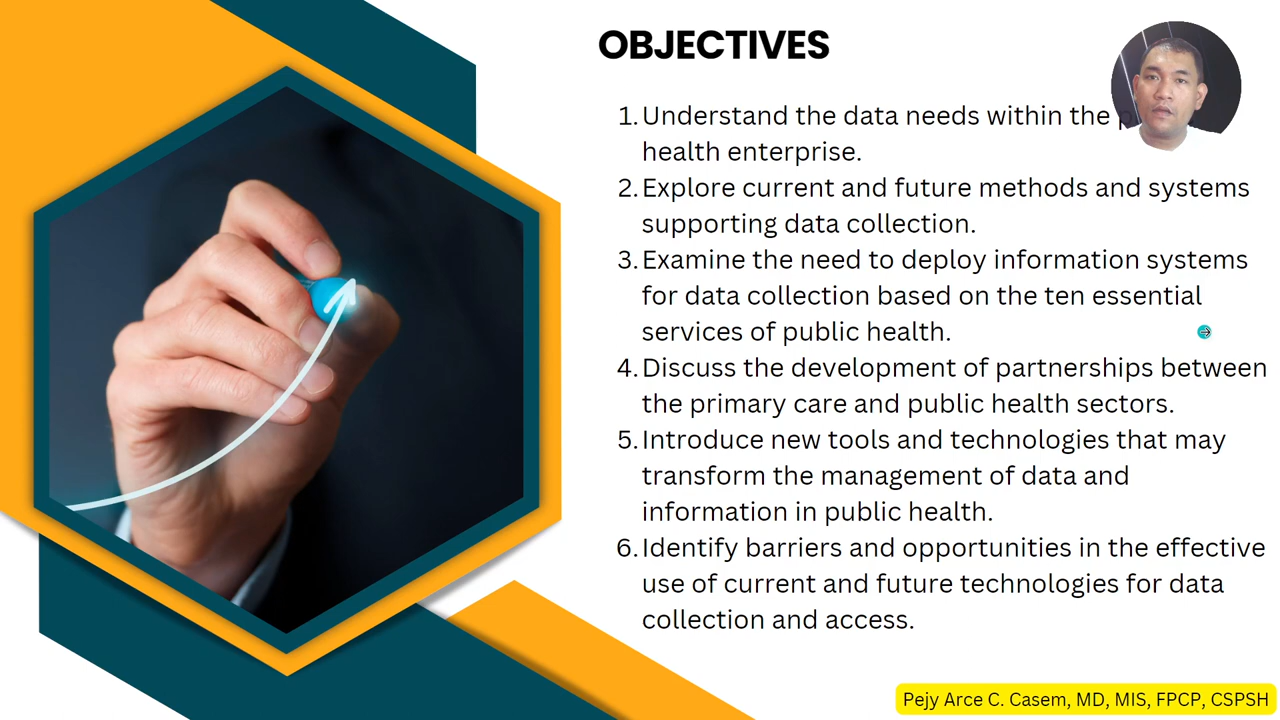 OBJECTIVES
1. Understand the data needs within the
health enterprise.
2. Explore current and future methods and systems
supporting data collection.
3. Examine the need to deploy information systems
for data collection based on the ten essential
services of public health.
4. Discuss the development of partnerships between
the primary care and public health sectors.
5. Introduce new tools and technologies that may
transform the management of data and
information in public health.
6. Identify barriers and opportunities in the effective
use of current and future technologies for data
collection and access.
Pejy Arce C. Casem, MD, MIS, FPCP, CSPSH